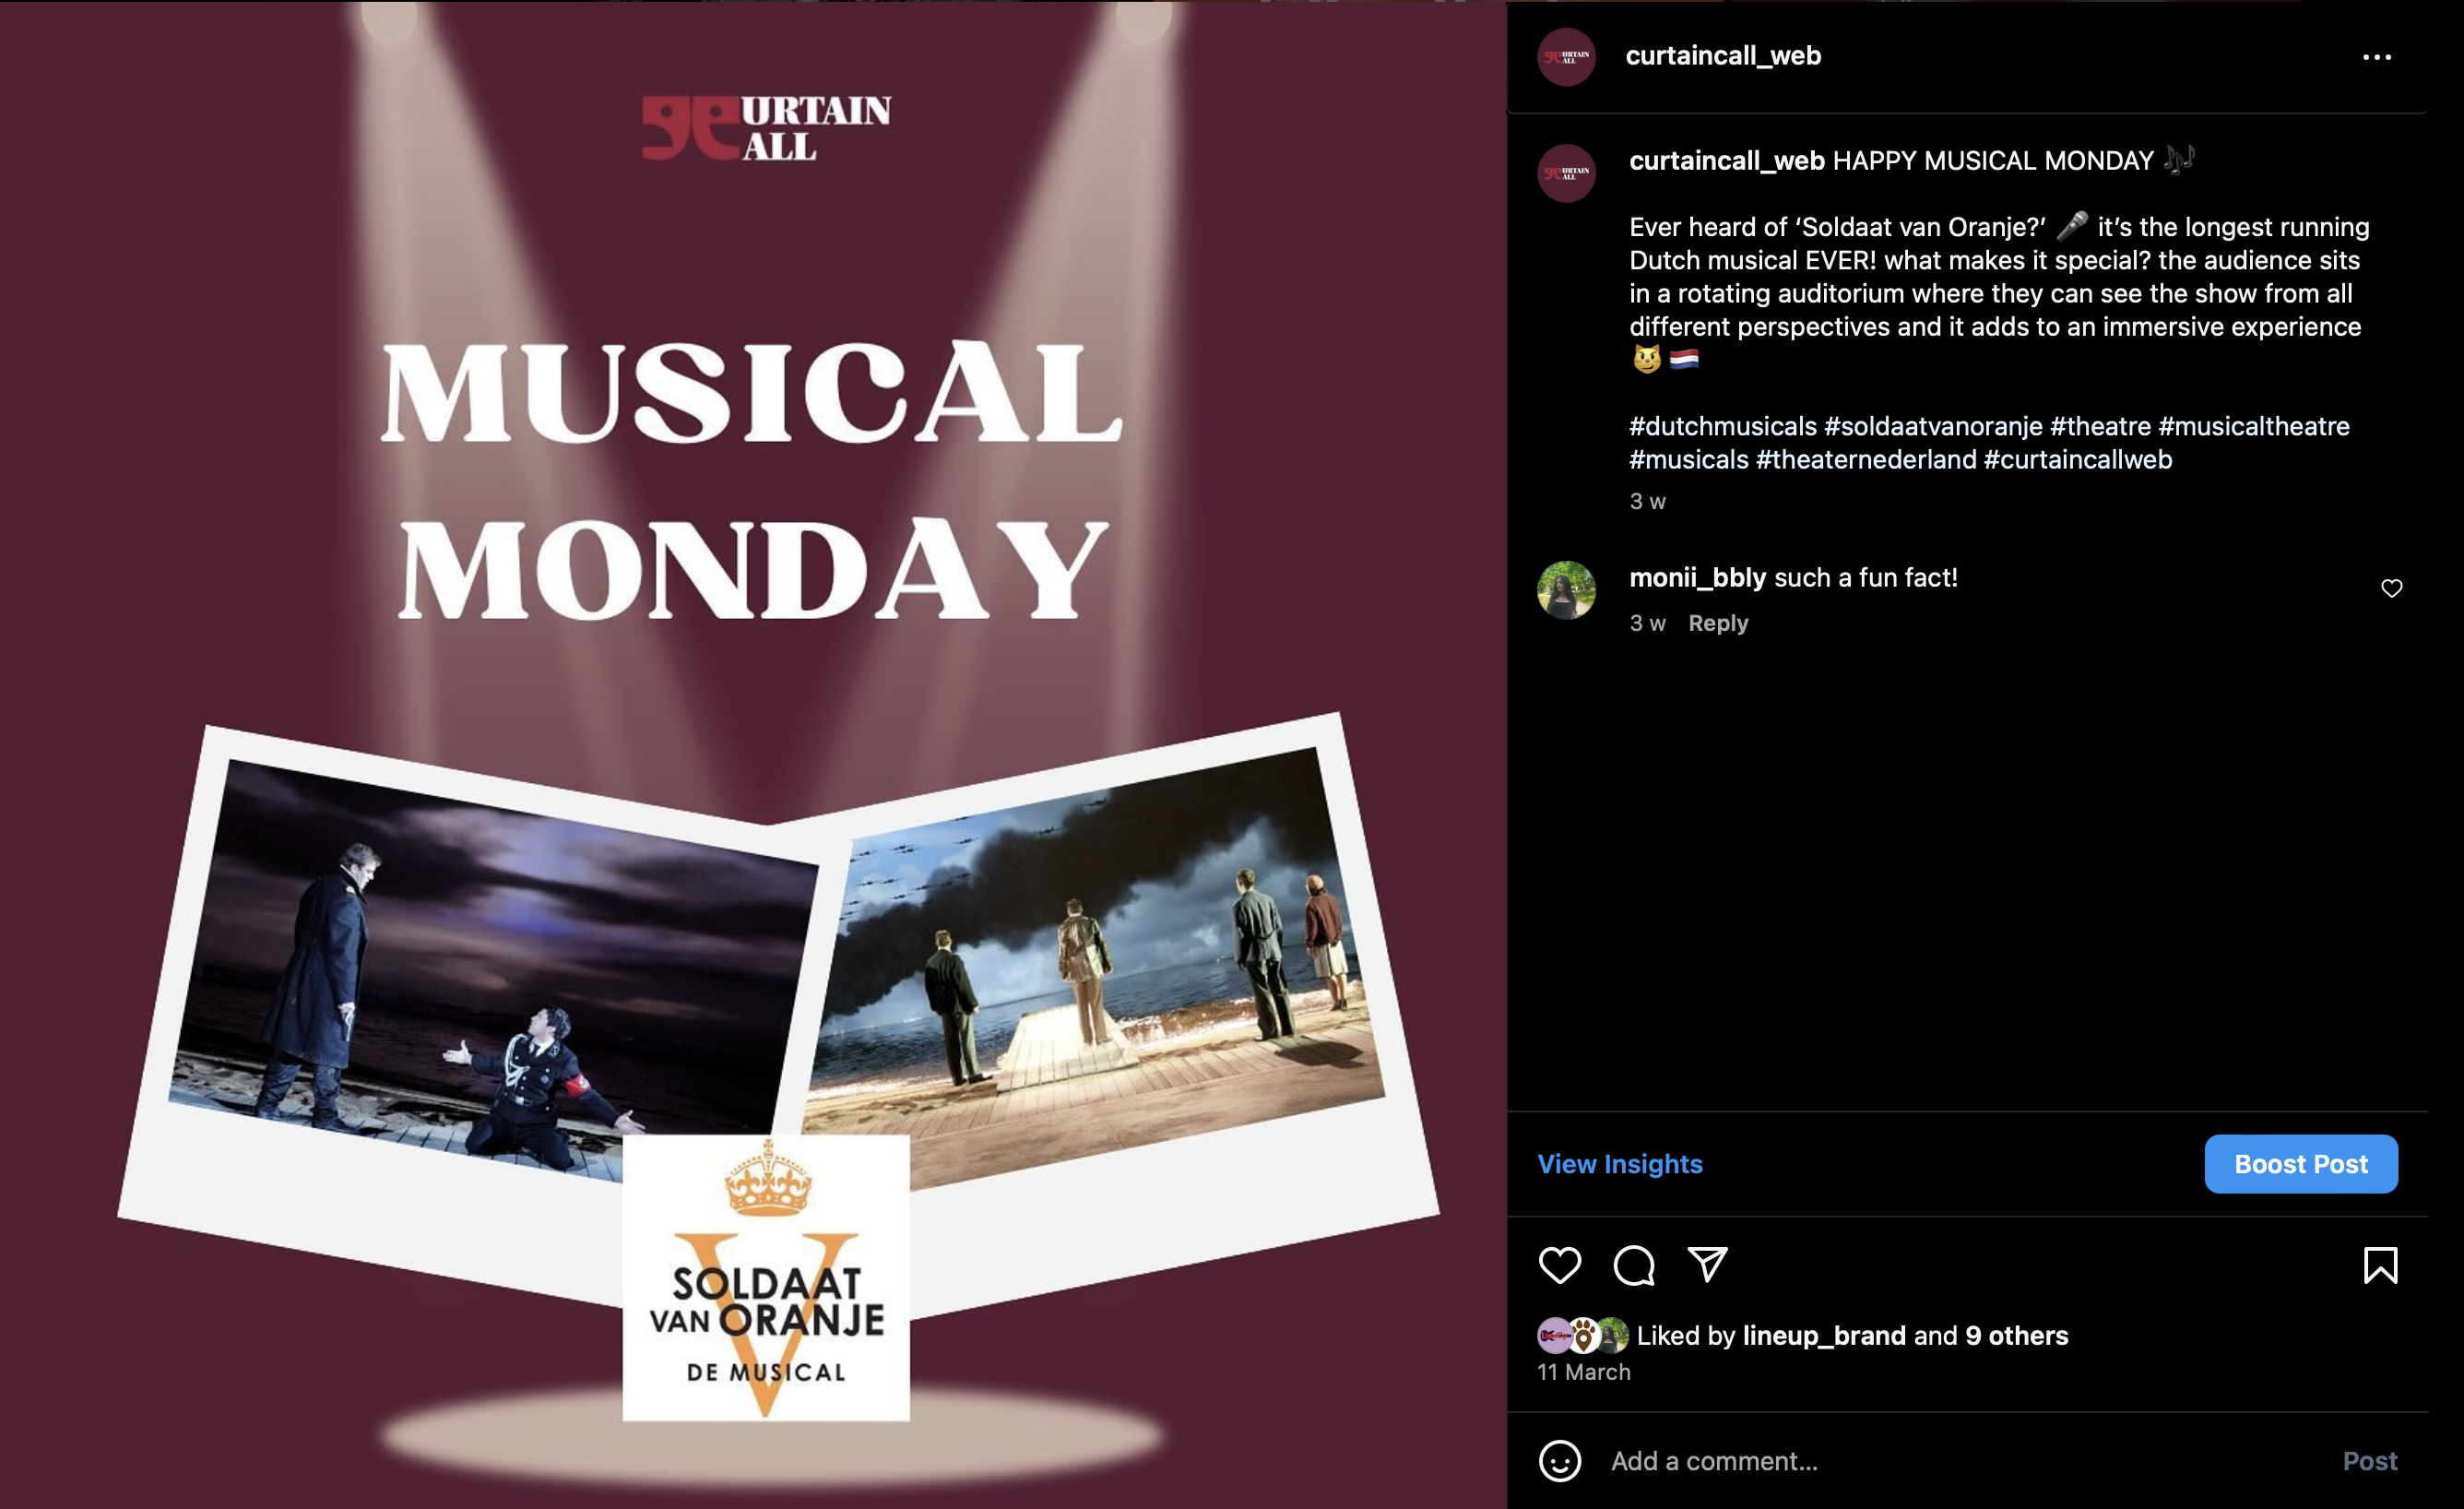 URTAIN
ALL
MUSICAL
MONDAY
SOLDAAT
VAN ORANJE
DE MUSICAL
URTAIN
ALL
curtaincall_web
URTAIN
ALL
curtaincall_web HAPPY MUSICAL MONDAY 🎶
Ever heard of ‘Soldaat van Oranje?’ 🎤 it’s the longest running
Dutch musical EVER! what makes it special? the audience sits
in a rotating auditorium where they can see the show from all
different perspectives and it adds to an immersive experience
😼 🇳🇱
#dutchmusicals #soldaatvanoranje #theatre #musicaltheatre
#musicals #theaternederland #curtaincallweb
3 w
monii_bbly such a fun fact!
3 w Reply
View Insights
Boost Post
Liked by lineup_brand and 9 others
11 March
Add a comment...
Post